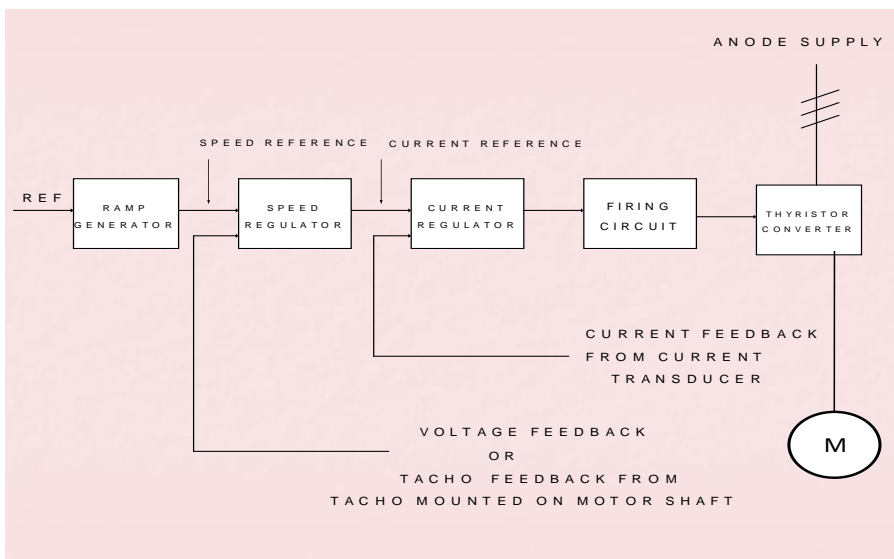 ANODE SUPPLY
SPEED REFERENCE
CURRENT REFERENCE
REF
RAMP
GENERATOR
SPEED
REGULATOR
CURRENT
REGULATOR
FIRING
CIRCUIT
THYRISTOR
CONVERTER
CURRENT FEEDBACK
FROM CURRENT
TRANSDUCER
M
VOLTAGE FEEDBACK
OR
TACHO FEEDBACK FROM
TACHO MOUNTED ON MOTOR SHAFT